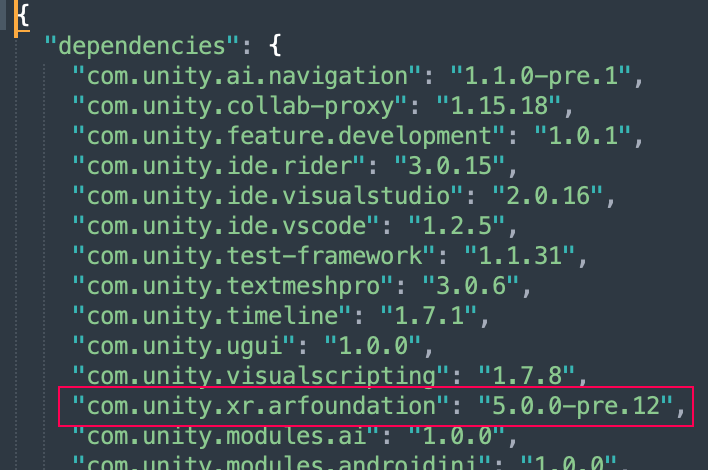 {
"dependencies": {
"com.unity.ai.navigation": "1.1.0-pre.1",
"com.unity.collab-proxy": "1.15.18",
"com.unity.feature.development": "1.0.1",
"com.unity.ide.rider": "3.0.15",
"com.unity.ide.visualstudio": "2.0.16",
"com.unity.ide.vscode": "1.2.5",
"com.unity.test-framework": "1.1.31",
"com.unity.textmeshpro": "3.0.6",
"com.unity.timeline": "1.7.1",
"com.unity.ugui": "1.0.0",
"com.unity.visualscripting": "1.7.8",
"com.unity.xr.arfoundation": "5.0.0-pre.12",
"com.unity.modules.ai": "1.0.0",
"com.unity.modules.androidjni": "1.0.0"